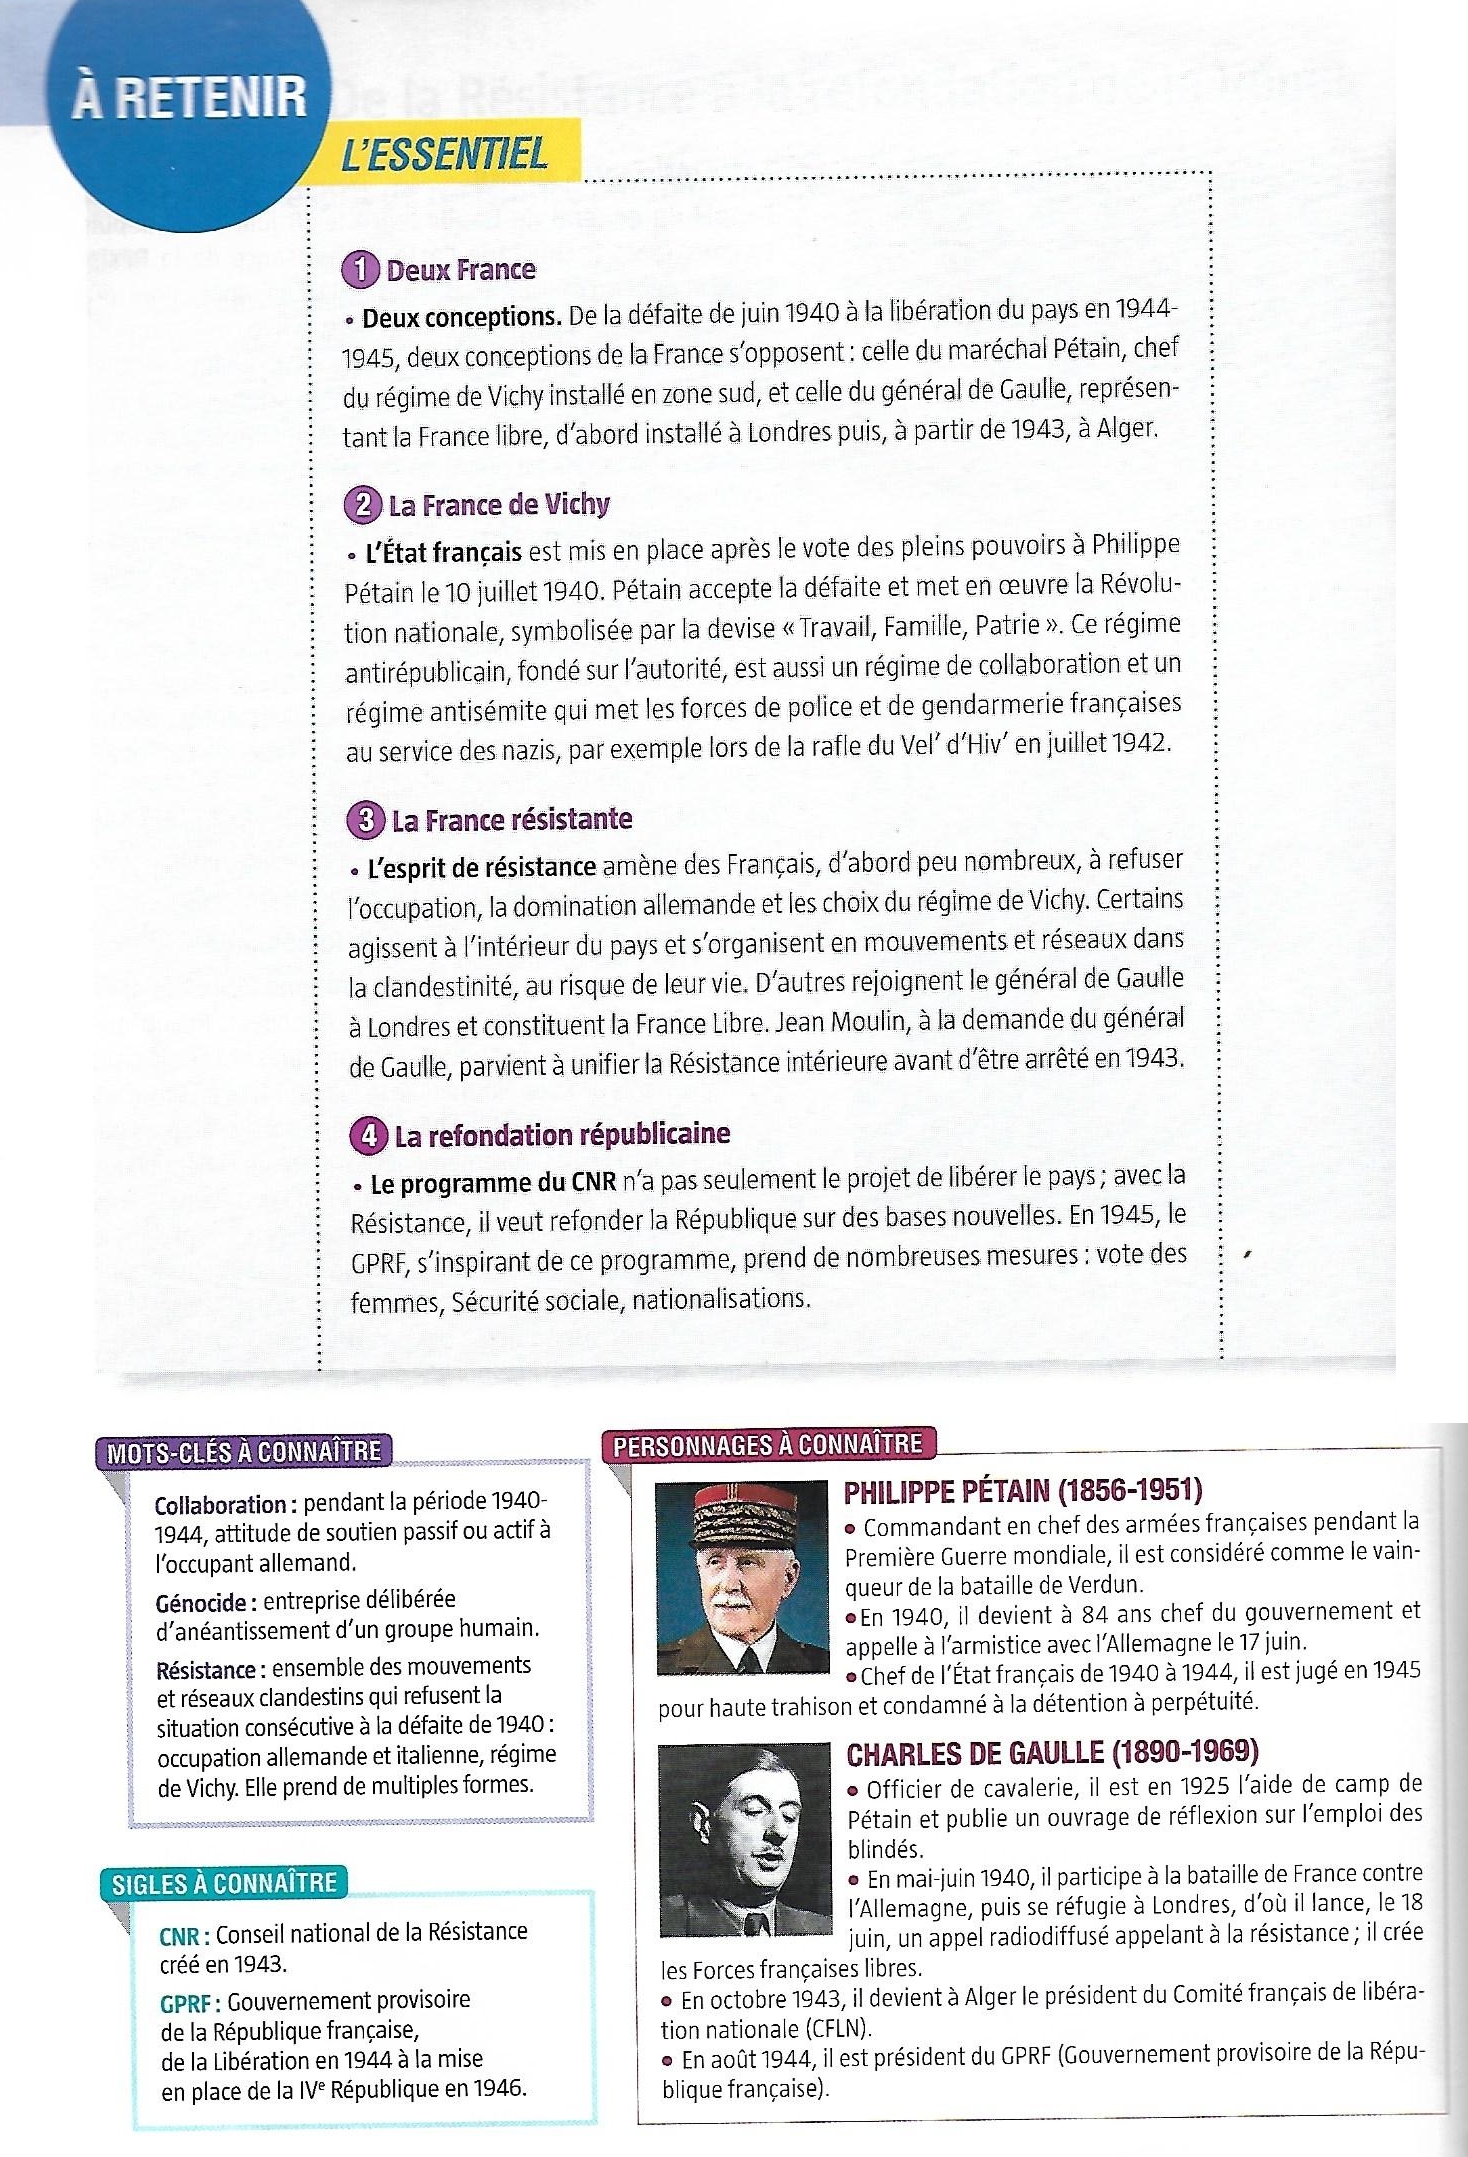 À RETENIR
L'ESSENTIEL
1 Deux France
• Deux conceptions. De la défaite de juin 1940 à la libération du pays en 1944-
1945, deux conceptions de la France s'opposent : celle du maréchal Pétain, chef
du régime de Vichy installé en zone sud, et celle du général de Gaulle, représen-
tant la France libre, d'abord installé à Londres puis, à partir de 1943, à Alger.
2 La France de Vichy
• L'État français est mis en place après le vote des pleins pouvoirs à Philippe
Pétain le 10 juillet 1940. Pétain accepte la défaite et met en œuvre la Révolu-
tion nationale, symbolisée par la devise « Travail, Famille, Patrie ». Ce régime
antirépublicain, fondé sur l'autorité, est aussi un régime de collaboration et un
régime antisémite qui met les forces de police et de gendarmerie françaises
au service des nazis, par exemple lors de la rafle du Vel' d'Hiv' en juillet 1942.
3 La France résistante
• L'esprit de résistance amène des Français, d'abord peu nombreux, à refuser
l'occupation, la domination allemande et les choix du régime de Vichy. Certains
agissent à l'intérieur du pays et s'organisent en mouvements et réseaux dans
la clandestinité, au risque de leur vie. D'autres rejoignent le général de Gaulle
à Londres et constituent la France Libre. Jean Moulin, à la demande du général
de Gaulle, parvient à unifier la Résistance intérieure avant d'être arrêté en 1943.
4 La refondation républicaine
• Le programme du CNR n'a pas seulement le projet de libérer le pays ; avec la
Résistance, il veut refonder la République sur des bases nouvelles. En 1945, le
GPRF, s'inspirant de ce programme, prend de nombreuses mesures : vote des
femmes, Sécurité sociale, nationalisations.
MOTS-CLÉS À CONNAÎTRE
Collaboration : pendant la période 1940-
1944, attitude de soutien passif ou actif à
l'occupant allemand.
Génocide : entreprise délibérée
d'anéantissement d'un groupe humain.
Résistance : ensemble des mouvements
et réseaux clandestins qui refusent la
situation consécutive à la défaite de 1940 :
occupation allemande et italienne, régime
de Vichy. Elle prend de multiples formes.
SIGLES À CONNAÎTRE
CNR : Conseil national de la Résistance
créé en 1943.
GPRF : Gouvernement provisoire
de la République française,
de la Libération en 1944 à la mise
en place de la IVe République en 1946.
PERSONNAGES À CONNAÎTRE
PHILIPPE PÉTAIN (1856-1951)
• Commandant en chef des armées françaises pendant la
Première Guerre mondiale, il est considéré comme le vain-
queur de la bataille de Verdun.
• En 1940, il devient à 84 ans chef du gouvernement et
appelle à l'armistice avec l'Allemagne le 17 juin.
• Chef de l'État français de 1940 à 1944, il est jugé en 1945
pour haute trahison et condamné à la détention à perpétuité.
CHARLES DE GAULLE (1890-1969)
• Officier de cavalerie, il est en 1925 l'aide de camp de
Pétain et publie un ouvrage de réflexion sur l'emploi des
blindés.
• En mai-juin 1940, il participe à la bataille de France contre
l'Allemagne, puis se réfugie à Londres, d'où il lance, le 18
juin, un appel radiodiffusé appelant à la résistance ; il crée
les Forces françaises libres.
• En octobre 1943, il devient à Alger le président du Comité français de libéra-
tion nationale (CFLN).
• En août 1944, il est président du GPRF (Gouvernement provisoire de la Répu-
blique française).